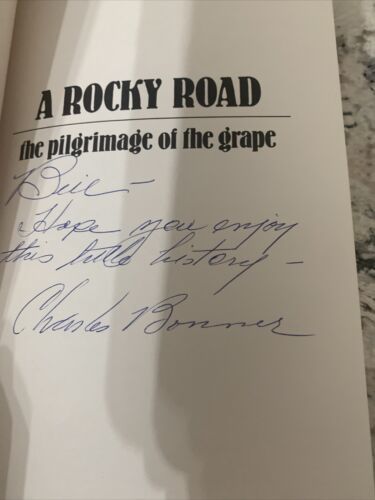 A ROCKY ROAD
the pilgrimage of the grape
Bill –
Hope you enjoy
this little history –
Charles Bonner